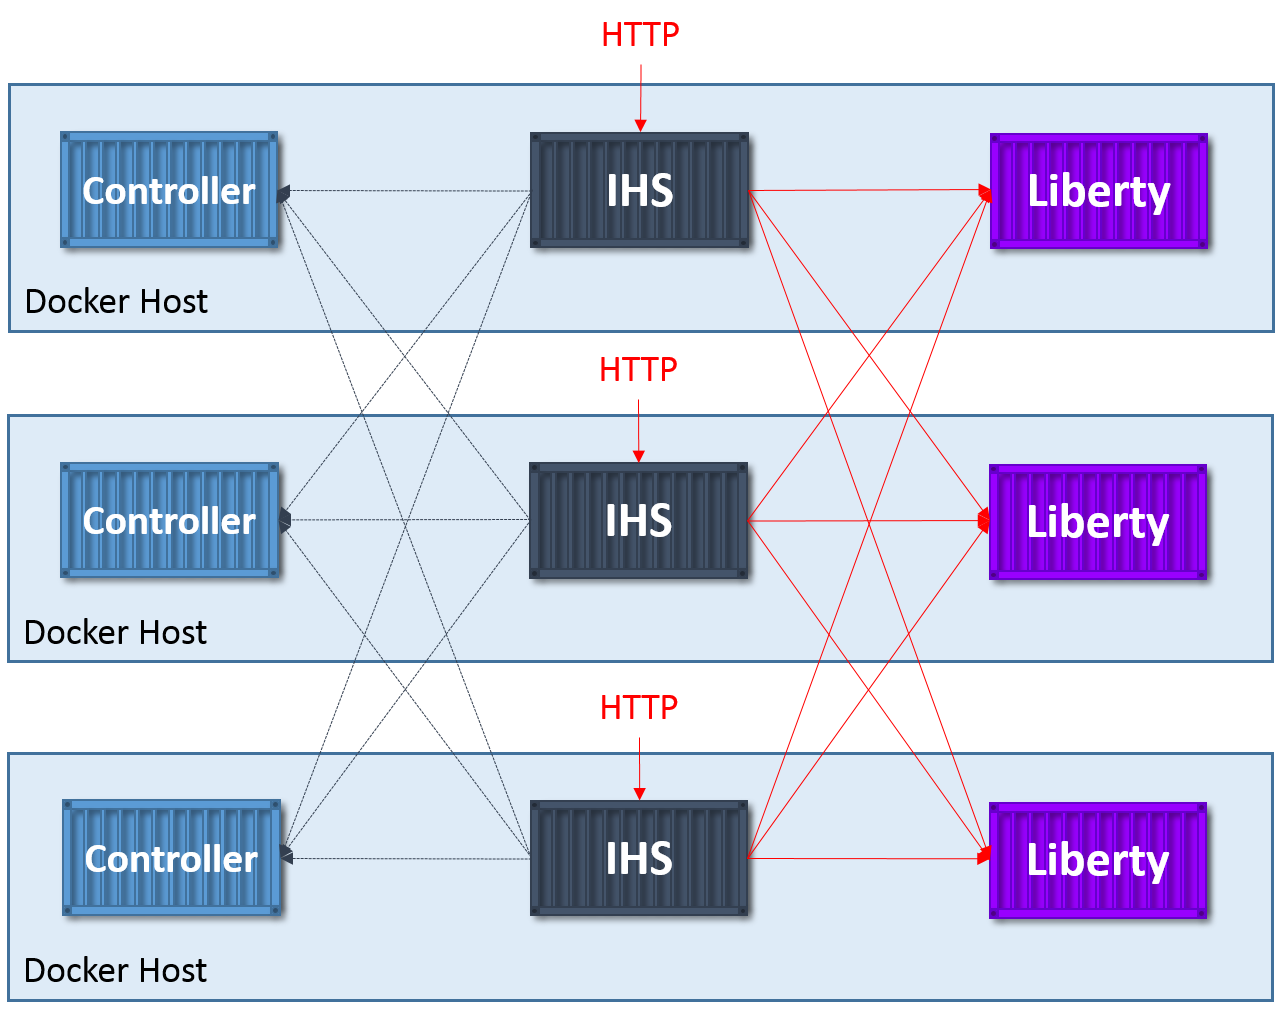 HTTP
Controller
IHS
Liberty
Docker Host
HTTP
Controller
IHS
Liberty
Docker Host
HTTP
Controller
IHS
Liberty
Docker Host